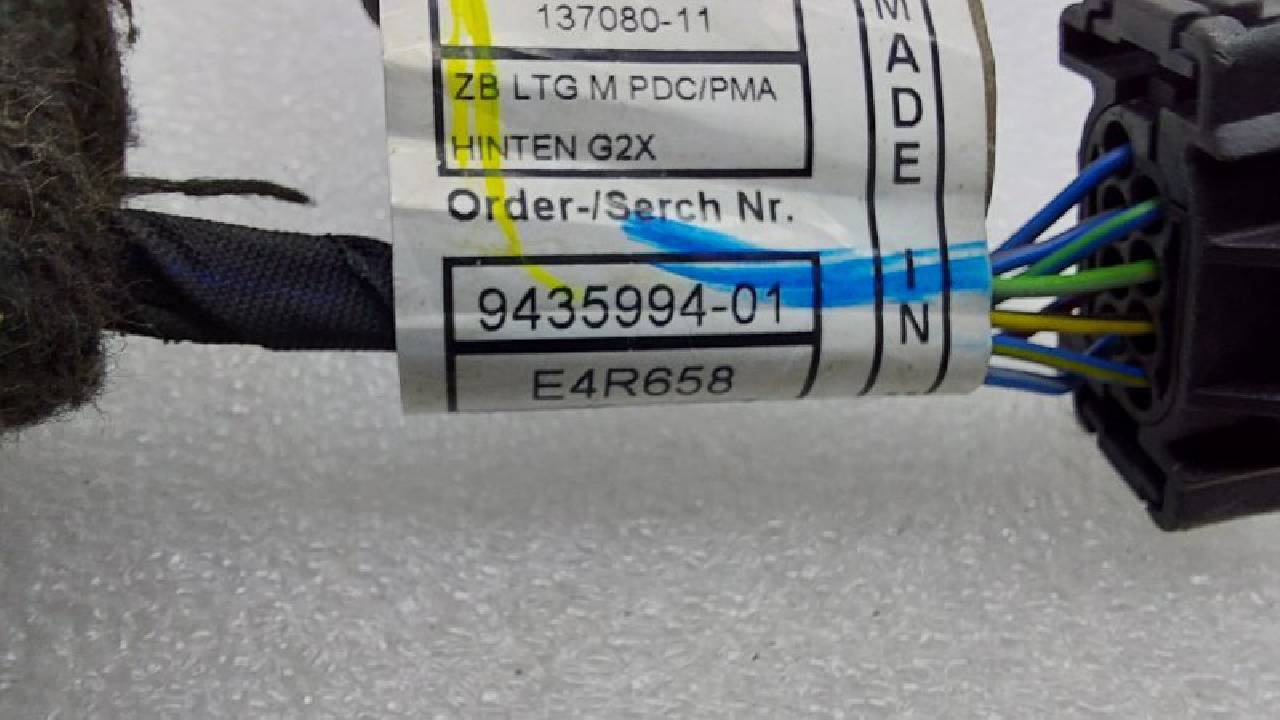 137080-11
ZB LTG M PDC/PMA
HINTEN G2X
Order-/Serch Nr.
9435994-01
E4R658
MADE IN